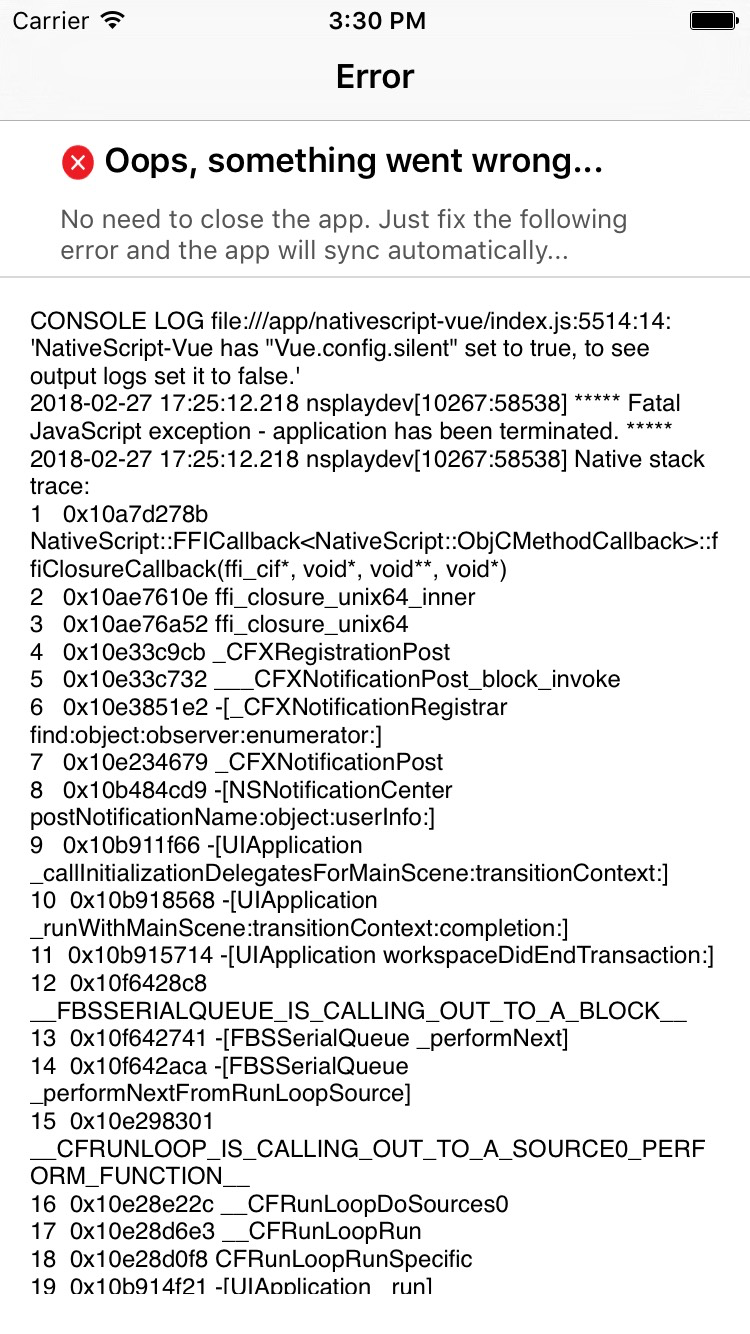 Carrier 3:30 PM
Error
Oops, something went wrong...
No need to close the app. Just fix the following
error and the app will sync automatically...
CONSOLE LOG file:///app/nativescript-vue/index.js:5514:14:
'NativeScript-Vue has "Vue.config.silent" set to true, to see
output logs set it to false.'
2018-02-27 17:25:12.218 nsplaydev[10267:58538] ***** Fatal
JavaScript exception - application has been terminated. *****
2018-02-27 17:25:12.218 nsplaydev[10267:58538] Native stack
trace:
1 0x10a7d278b
NativeScript::FFICallback<NativeScript::ObjCMethodCallback>::f
fiClosureCallback(ffi_cif*, void*, void**, void*)
2 0x10ae7610e ffi_closure_unix64_inner
3 0x10ae76a52 ffi_closure_unix64
4 0x10e33c9cb _CFXRegistrationPost
5 0x10e33c732 ___CFXNotificationPost_block_invoke
6 0x10e3851e2 -[_CFXNotificationRegistrar
find:object:observer:enumerator:]
7 0x10e234679 _CFXNotificationPost
8 0x10b484cd9 -[NSNotificationCenter
postNotificationName:object:userInfo:]
9 0x10b911f66 -[UIApplication
_callInitializationDelegatesForMainScene:transitionContext:]
10 0x10b918568 -[UIApplication
_runWithMainScene:transitionContext:completion:]
11 0x10b915714 -[UIApplication workspaceDidEndTransaction:]
12 0x10f6428c8
__FBSSERIALQUEUE_IS_CALLING_OUT_TO_A_BLOCK__
13 0x10f642741 -[FBSSerialQueue _performNext]
14 0x10f642aca -[FBSSerialQueue
_performNextFromRunLoopSource]
15 0x10e298301
__CFRUNLOOP_IS_CALLING_OUT_TO_A_SOURCE0_PERF
ORM_FUNCTION__
16 0x10e28e22c __CFRunLoopDoSources0
17 0x10e28d6e3 __CFRunLoopRun
18 0x10e28d0f8 CFRunLoopRunSpecific
19 0x10b914f21 -[UIApplication _run]